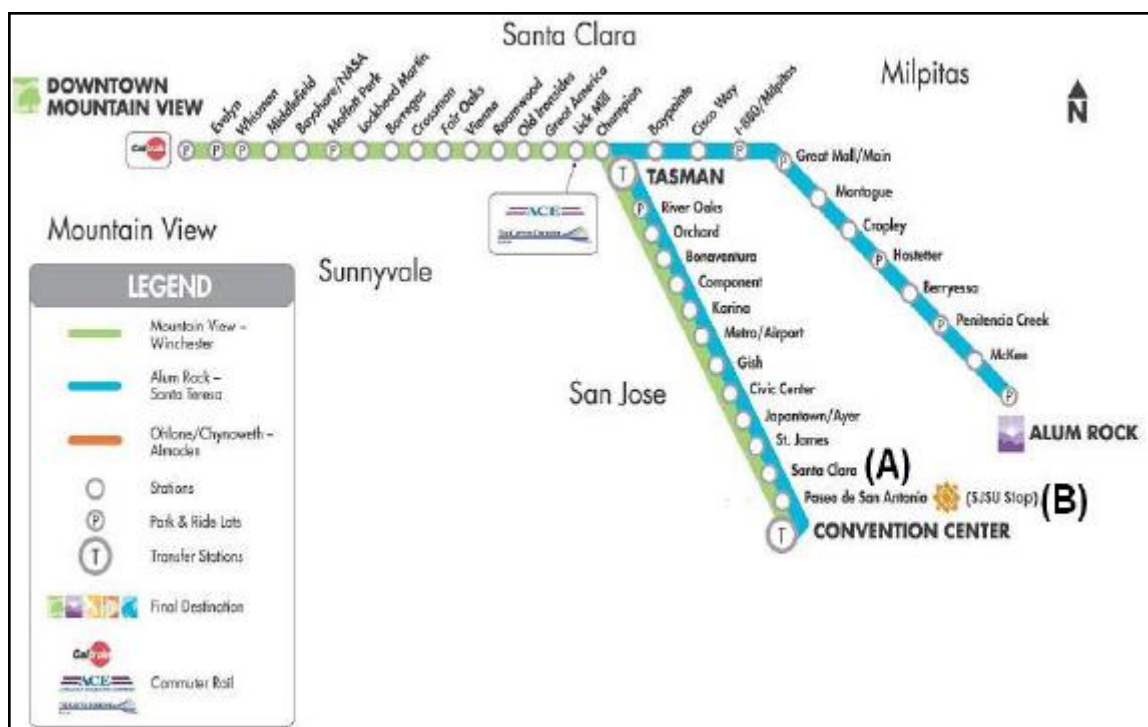 Santa Clara
Milpitas
DOWNTOWN
MOUNTAIN VIEW
Evelyn
Whisman
Middlefield
Bayshore/NASA
Moffett Park
Lockheed Martin
Borregas
Crossman
Fair Oaks
Vienna
Reamwood
Old Ironsides
Great America
Lick Mill
Champion
Baypointe
Cisco Way
I-880/Milpitas
N
Caltrain
P
P
P
P
P
P
Great Mall/Main
T
TASMAN
Montague
P
River Oaks
Cropley
ACE
Orchard
Mountain View
P
Hostetter
Bonaventura
Sunnyvale
Component
Berryessa
LEGEND
Karina
P
Penitencia Creek
Metro/Airport
McKee
Mountain View –
Winchester
Gish
San Jose
Civic Center
P
Alum Rock –
Santa Teresa
Japantown/Ayer
ALUM ROCK
Ohlone/Chynoweth –
Almaden
St. James
Santa Clara (A)
Stations
Paseo de San Antonio (SJSU Stop) (B)
P
Park & Ride Lots
T
CONVENTION CENTER
T
Transfer Stations
Final Destination
Caltrain
ACE
Commuter Rail